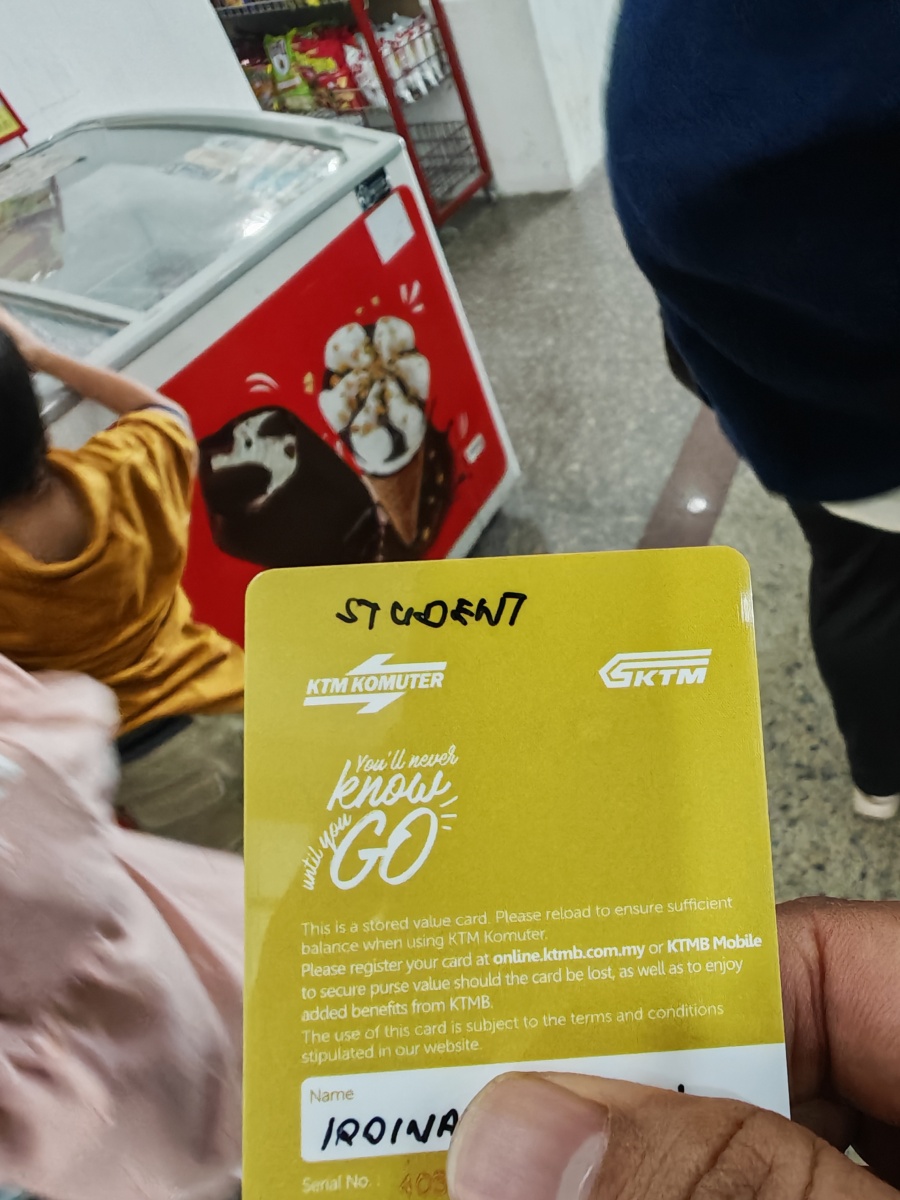 STUDENT
KTM KOMUTER
KTM
You'll never
know
until you
GO
This is a stored value card. Please reload to ensure sufficient
balance when using KTM Komuter.
Please register your card at online.ktmb.com.my or KTMB Mobile
to secure purse value should the card be lost, as well as to enjoy
added benefits from KTMB.
The use of this card is subject to the terms and conditions
stipulated in our website.
Name
IRDINA
Serial No. 403